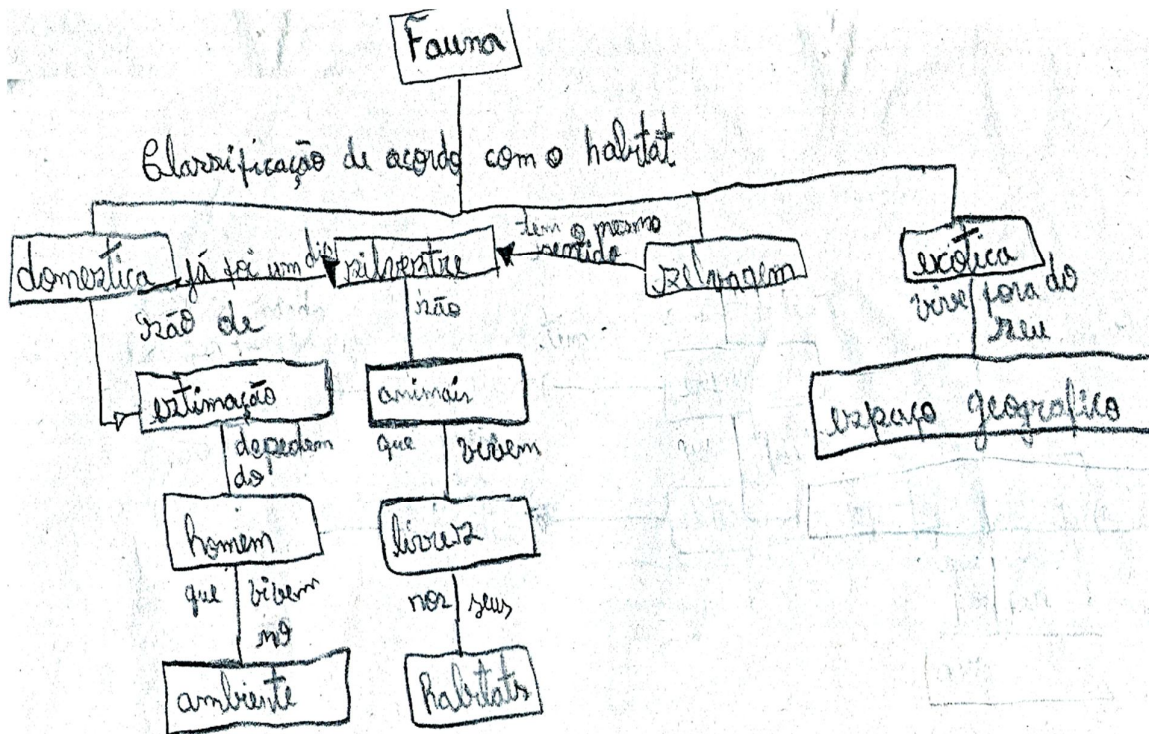 Fauna
Classificação de acordo com o habitat
domestica
já foi um dia
silvestre
tem o mesmo
sentido
selvagem
exótica
são de
são
vive fora do
seu
estimação
animais
espaço geografico
depedem
do
que vivem
homem
livres
que vivem
no
nos seus
ambiente
habitats